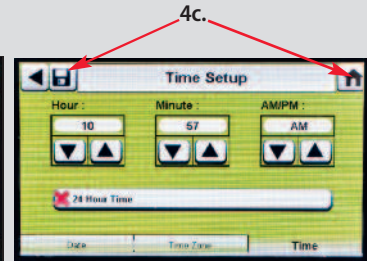 4c.
Time Setup
Hour : Minute : AM/PM :
10 57 AM
24 Hour Time
Date Time Zone Time